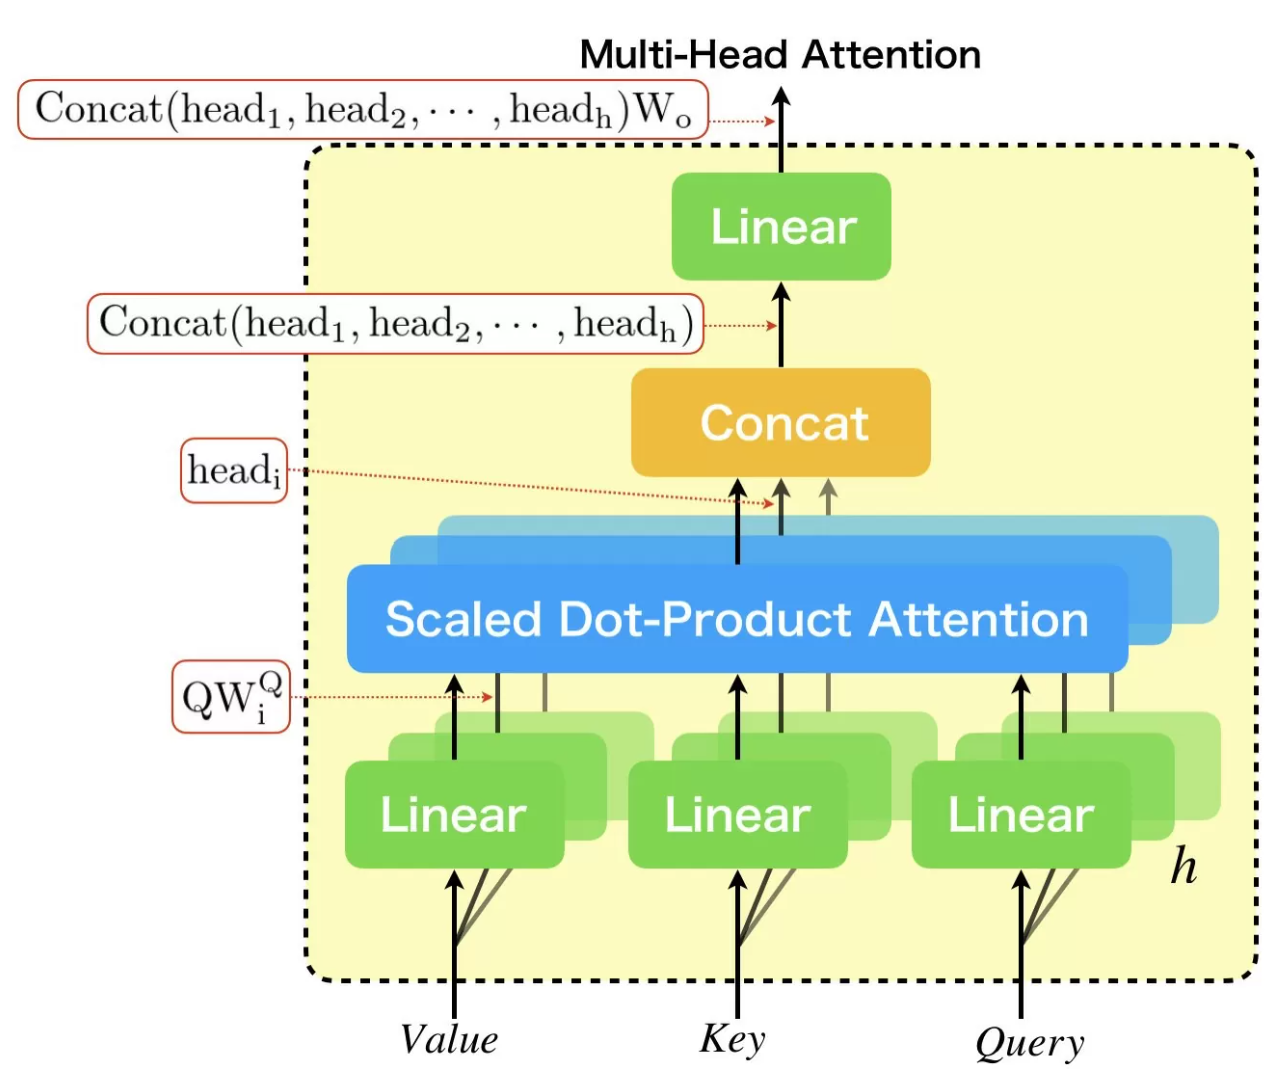 Multi-Head Attention
Concat(head₁, head₂, ⋯ , headₕ)Wₒ
Linear
Concat(head₁, head₂, ⋯ , headₕ)
Concat
headᵢ
Scaled Dot-Product Attention
QWᵢ^Q
Linear Linear Linear
h
Value Key Query